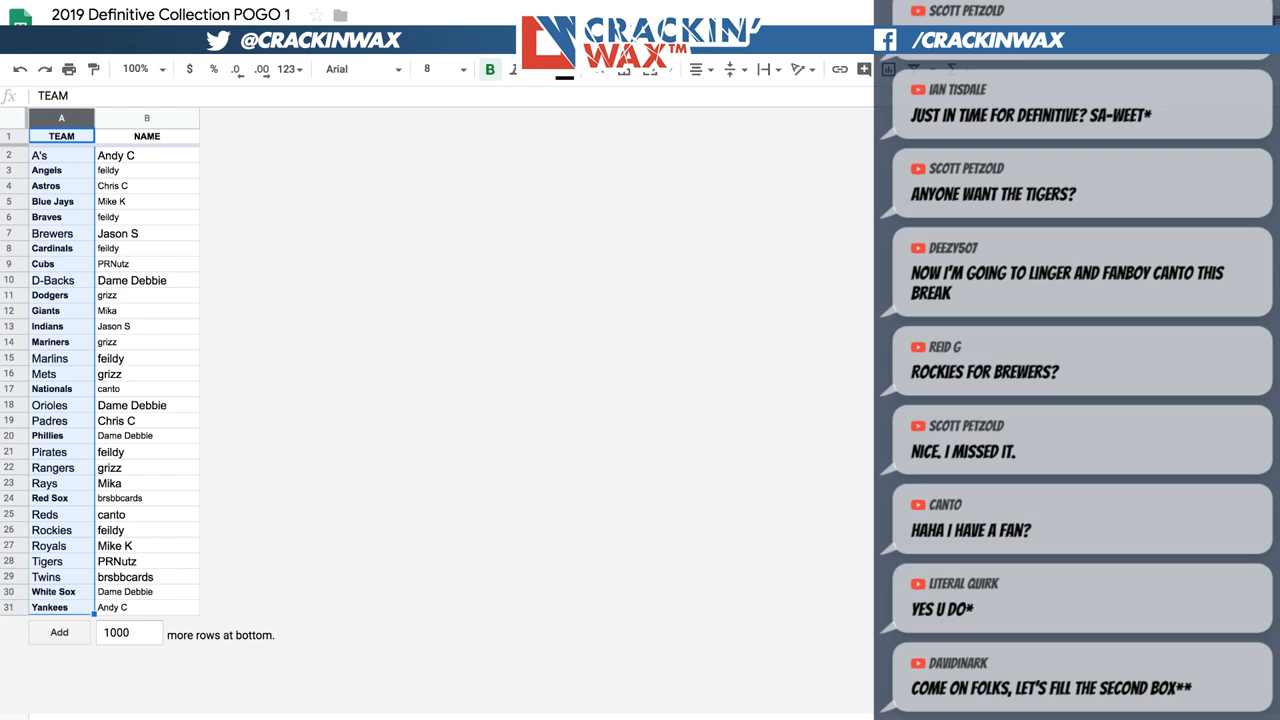 2019 Definitive Collection POGO 1
@CRACKINWAX
CRACKIN' WAX™
/CRACKINWAX
100%
%
.0
.00
123
Arial
8
B
fx
TEAM
A
B
1 TEAM NAME
2 A's Andy C
3 Angels feildy
4 Astros Chris C
5 Blue Jays Mike K
6 Braves feildy
7 Brewers Jason S
8 Cardinals feildy
9 Cubs PRNutz
10 D-Backs Dame Debbie
11 Dodgers grizz
12 Giants Mika
13 Indians Jason S
14 Mariners grizz
15 Marlins feildy
16 Mets grizz
17 Nationals canto
18 Orioles Dame Debbie
19 Padres Chris C
20 Phillies Dame Debbie
21 Pirates feildy
22 Rangers grizz
23 Rays Mika
24 Red Sox brsbbcards
25 Reds canto
26 Rockies feildy
27 Royals Mike K
28 Tigers PRNutz
29 Twins brsbbcards
30 White Sox Dame Debbie
31 Yankees Andy C
Add 1000 more rows at bottom.
SCOTT PETZOLD
IAN TISDALE
JUST IN TIME FOR DEFINITIVE? SA-WEET*
SCOTT PETZOLD
ANYONE WANT THE TIGERS?
DEEZY507
NOW I'M GOING TO LINGER AND FANBOY CANTO THIS
BREAK
REID G
ROCKIES FOR BREWERS?
SCOTT PETZOLD
NICE. I MISSED IT.
CANTO
HAHA I HAVE A FAN?
LITERAL QUIRK
YES U DO*
DAVIDINARK
COME ON FOLKS, LET'S FILL THE SECOND BOX**